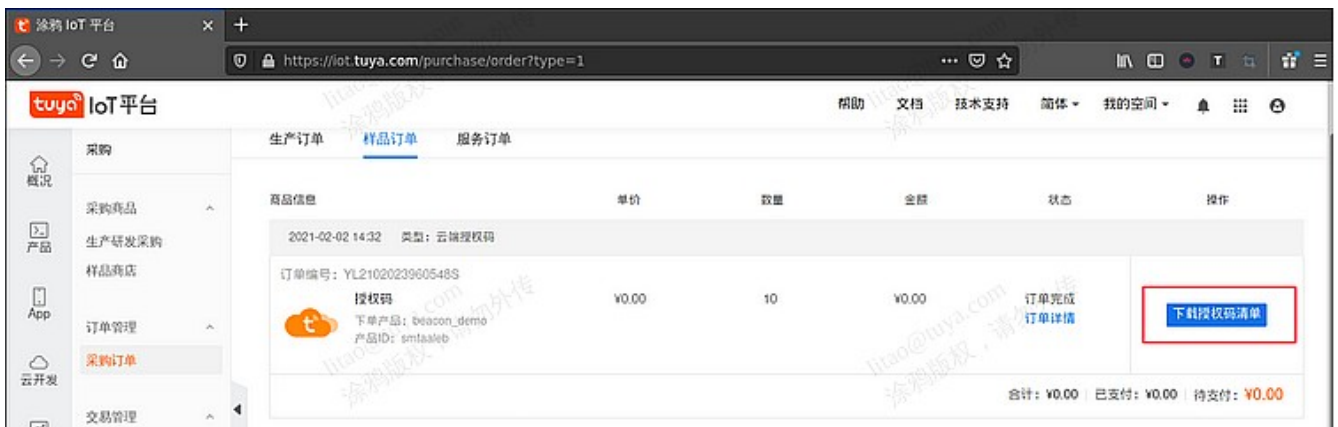 涂鸦 IoT 平台
https://iot.tuya.com/purchase/order?type=1
tuya IoT平台 帮助 文档 技术支持 简体 我的空间
概况
产品
App
云开发
采购
采购商品
生产研发采购
样品商店
订单管理
采购订单
交易管理
生产订单 样品订单 服务订单
商品信息 单价 数量 金额 状态 操作
2021-02-02 14:32 类型：云端授权码
订单编号：YL2102023960548S
授权码 ¥0.00 10 ¥0.00 订单完成
下单产品：beacon_demo 订单详情 下载授权码清单
产品ID：smfaaleb
合计：¥0.00 已支付：¥0.00 待支付：¥0.00